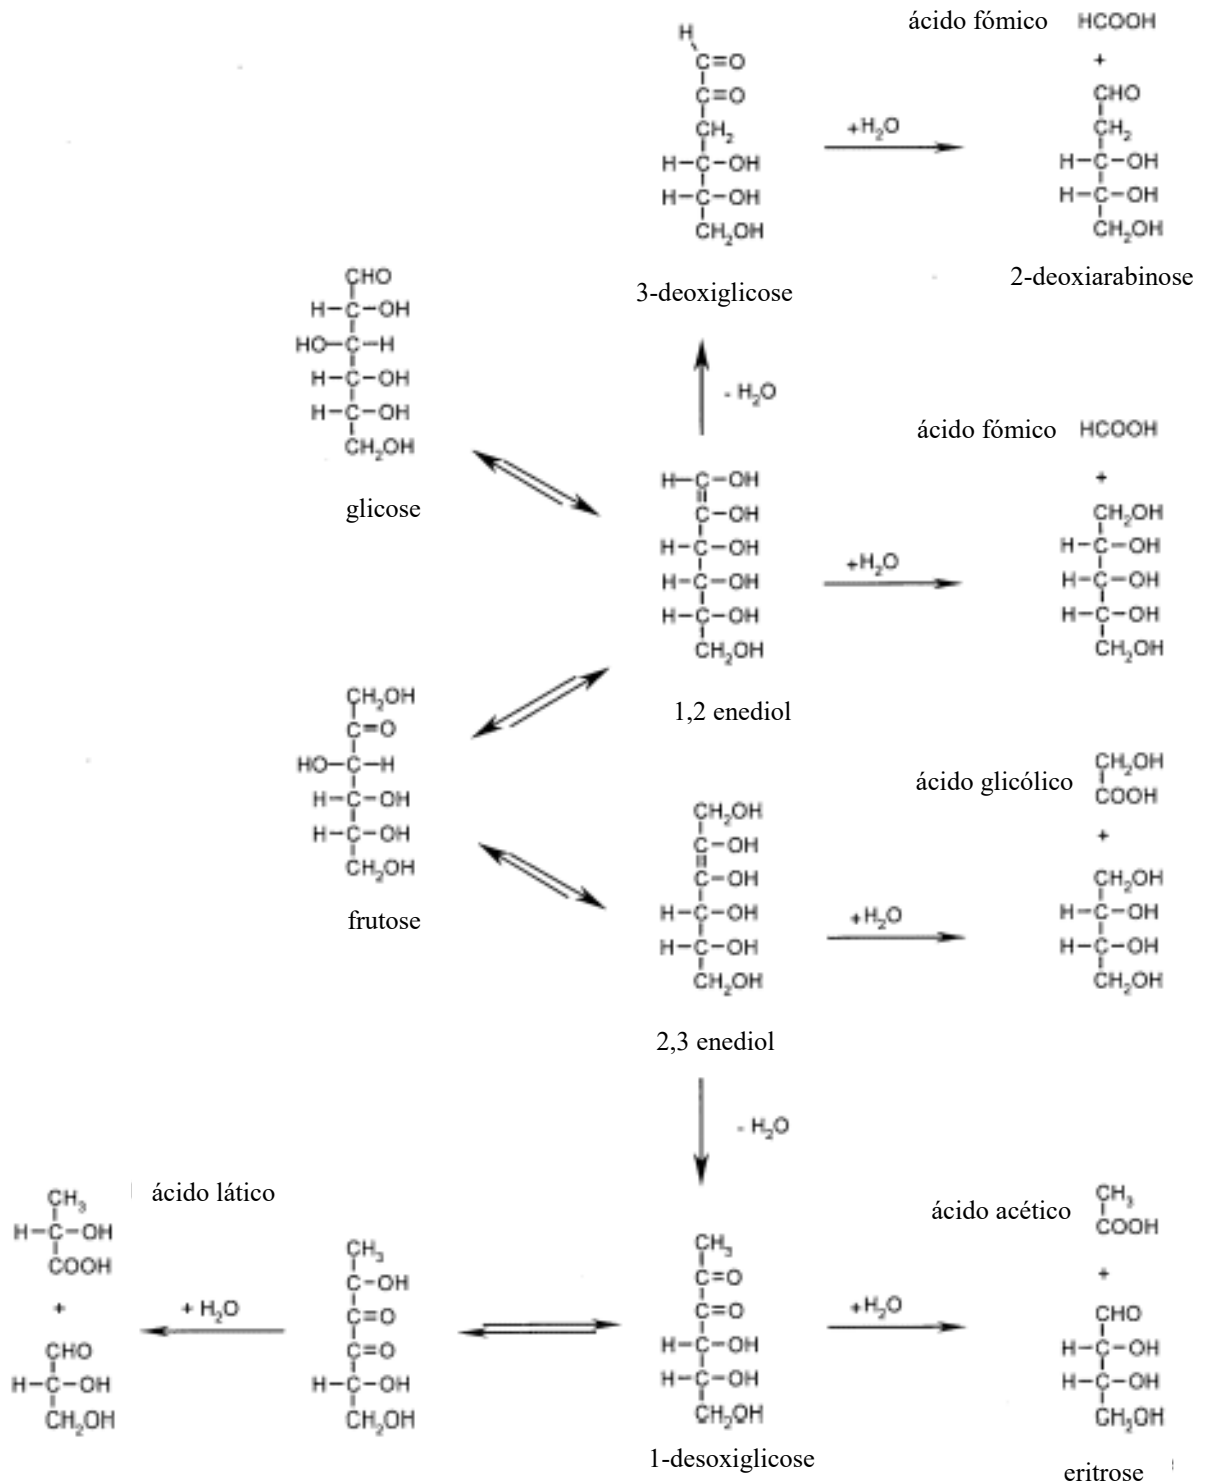 ácido fómico HCOOH
+
H
C=O
C=O
CH2
H-C-OH
H-C-OH
CH2OH
3-deoxiglicose
+H2O
CHO
CH2
H-C-OH
H-C-OH
CH2OH
2-deoxiarabinose
CHO
H-C-OH
HO-C-H
H-C-OH
H-C-OH
CH2OH
glicose
- H2O
ácido fómico HCOOH
+
H-C-OH
C-OH
H-C-OH
H-C-OH
H-C-OH
CH2OH
1,2 enediol
+H2O
CH2OH
H-C-OH
H-C-OH
H-C-OH
CH2OH
CH2OH
C=O
HO-C-H
H-C-OH
H-C-OH
CH2OH
frutose
ácido glicólico
CH2OH
COOH
+
CH2OH
C-OH
C-OH
H-C-OH
H-C-OH
CH2OH
2,3 enediol
+H2O
CH2OH
H-C-OH
H-C-OH
CH2OH
- H2O
ácido lático
CH3
H-C-OH
COOH
+
CHO
H-C-OH
CH2OH
+ H2O
CH3
C-OH
C=O
C=O
H-C-OH
CH2OH
CH3
C=O
C=O
H-C-OH
H-C-OH
CH2OH
1-desoxiglicose
+H2O
ácido acético
CH3
COOH
+
CHO
H-C-OH
H-C-OH
CH2OH
eritrose